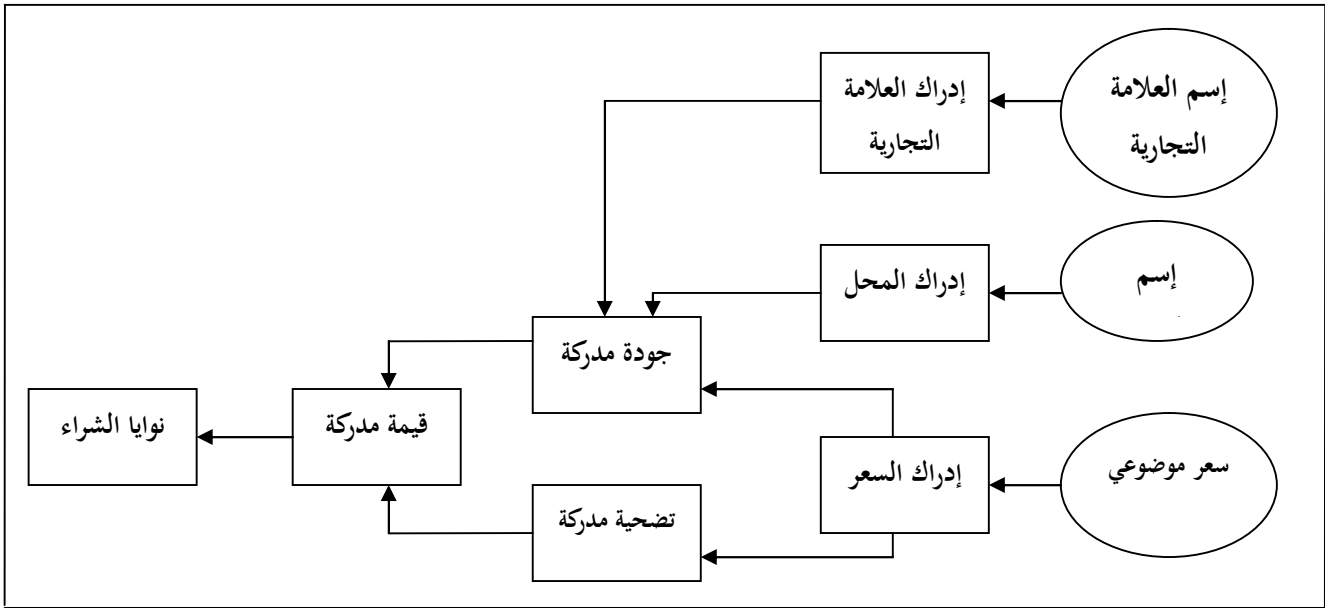 إسم العلامة
التجارية
إدراك العلامة
التجارية
إسم
إدراك المحل
جودة مدركة
سعر موضوعي
إدراك السعر
تضحية مدركة
قيمة مدركة
نوايا الشراء